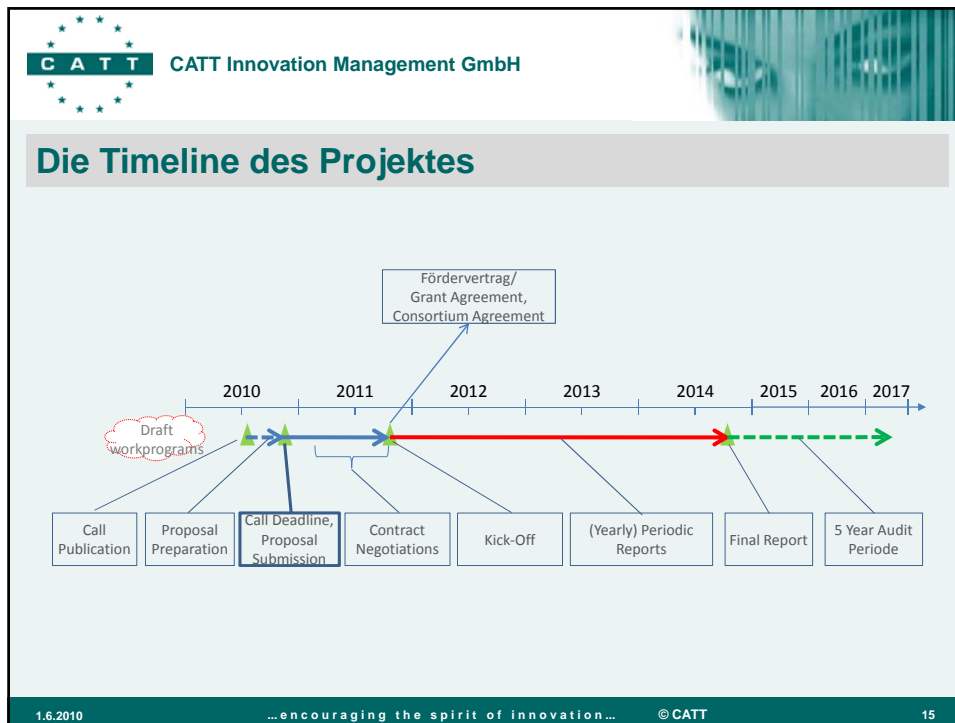 CATT
CATT Innovation Management GmbH
Die Timeline des Projektes
Fördervertrag/
Grant Agreement,
Consortium Agreement
2010 2011 2012 2013 2014 2015 2016 2017
Draft
workprograms
Call
Publication
Proposal
Preparation
Call Deadline,
Proposal
Submission
Contract
Negotiations
Kick-Off
(Yearly) Periodic
Reports
Final Report
5 Year Audit
Periode
1.6.2010 ...encouraging the spirit of innovation... © CATT 15